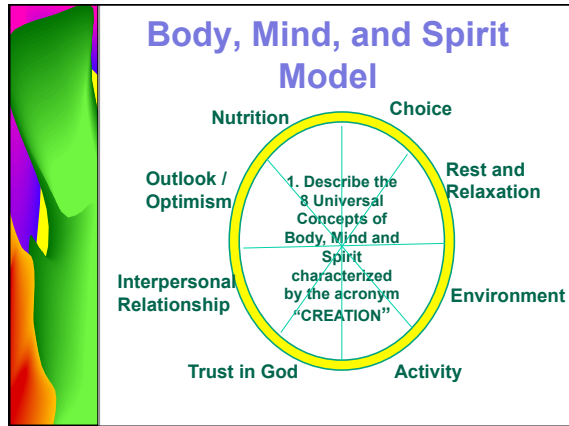 Body, Mind, and Spirit
Model
Choice
Rest and
Relaxation
Environment
Activity
Trust in God
Interpersonal
Relationship
Outlook /
Optimism
Nutrition
1. Describe the
8 Universal
Concepts of
Body, Mind and
Spirit
characterized
by the acronym
“CREATION”